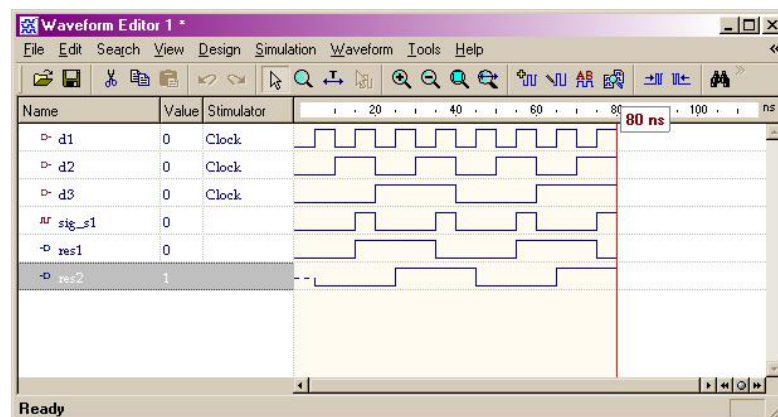 Waveform Editor 1 *
File Edit Search View Design Simulation Waveform Tools Help
Name Value Stimulator 20 40 60 80 100 ns
80 ns
d1 0 Clock
d2 0 Clock
d3 0 Clock
sig_s1 0
res1 0
res2 1
Ready